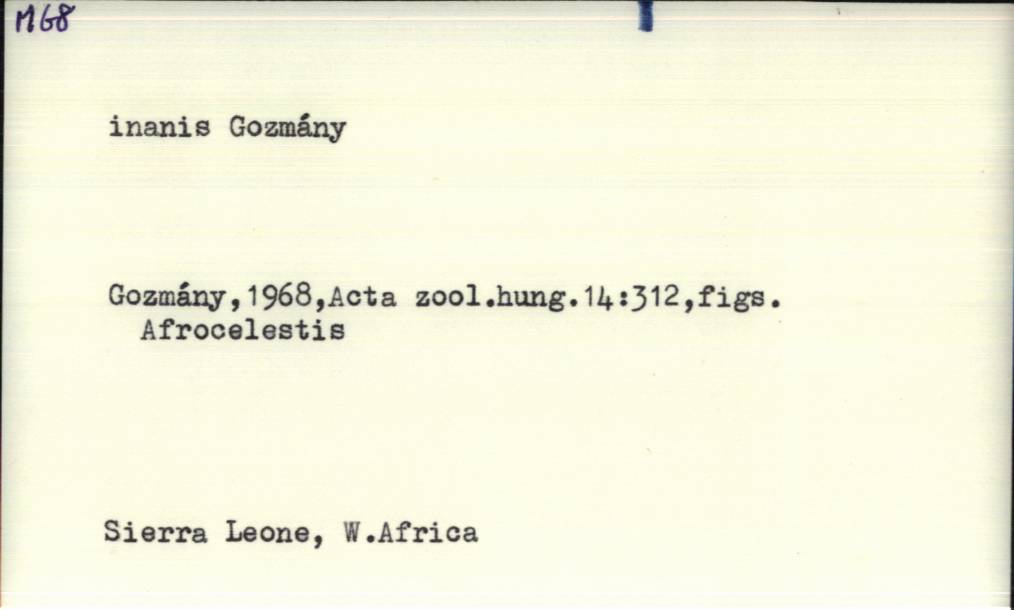 M68
inanis Gozmány
Gozmány,1968,Acta zool.hung.14:312,figs.
Afrocelestis
Sierra Leone, W.Africa